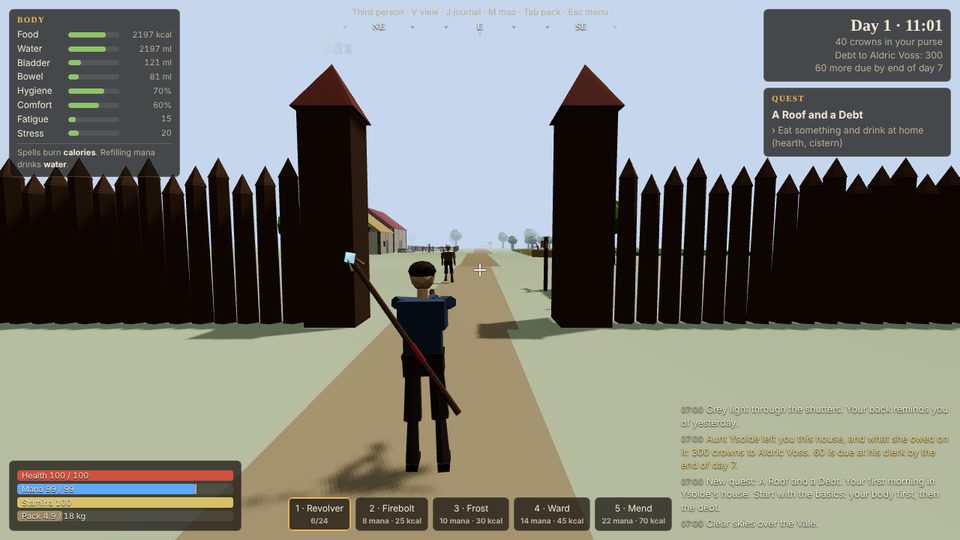 Third person · V view · J journal · M map · Tab pack · Esc menu
NE
E
SE
BODY
Food 2197 kcal
Water 2197 ml
Bladder 121 ml
Bowel 81 ml
Hygiene 70%
Comfort 60%
Fatigue 15
Stress 20
Spells burn calories. Refilling mana
drinks water.
Day 1 · 11:01
40 crowns in your purse
Debt to Aldric Voss: 300
60 more due by end of day 7
QUEST
A Roof and a Debt
› Eat something and drink at home
(hearth, cistern)
07:00 Grey light through the shutters. Your back reminds you
of yesterday.
07:00 Aunt Ysolde left you this house, and what she owed on
it: 300 crowns to Aldric Voss. 60 is due at his clerk by the
end of day 7.
07:00 New quest: A Roof and a Debt. Your first morning in
Ysolde's house. Start with the basics: your body first, then
the debt.
07:00 Clear skies over the Vale.
Health 100 / 100
Mana 99 / 99
Stamina 100
Pack 4.9 / 18 kg
1 · Revolver
6/24
2 · Firebolt
8 mana · 25 kcal
3 · Frost
10 mana · 30 kcal
4 · Ward
14 mana · 45 kcal
5 · Mend
22 mana · 70 kcal